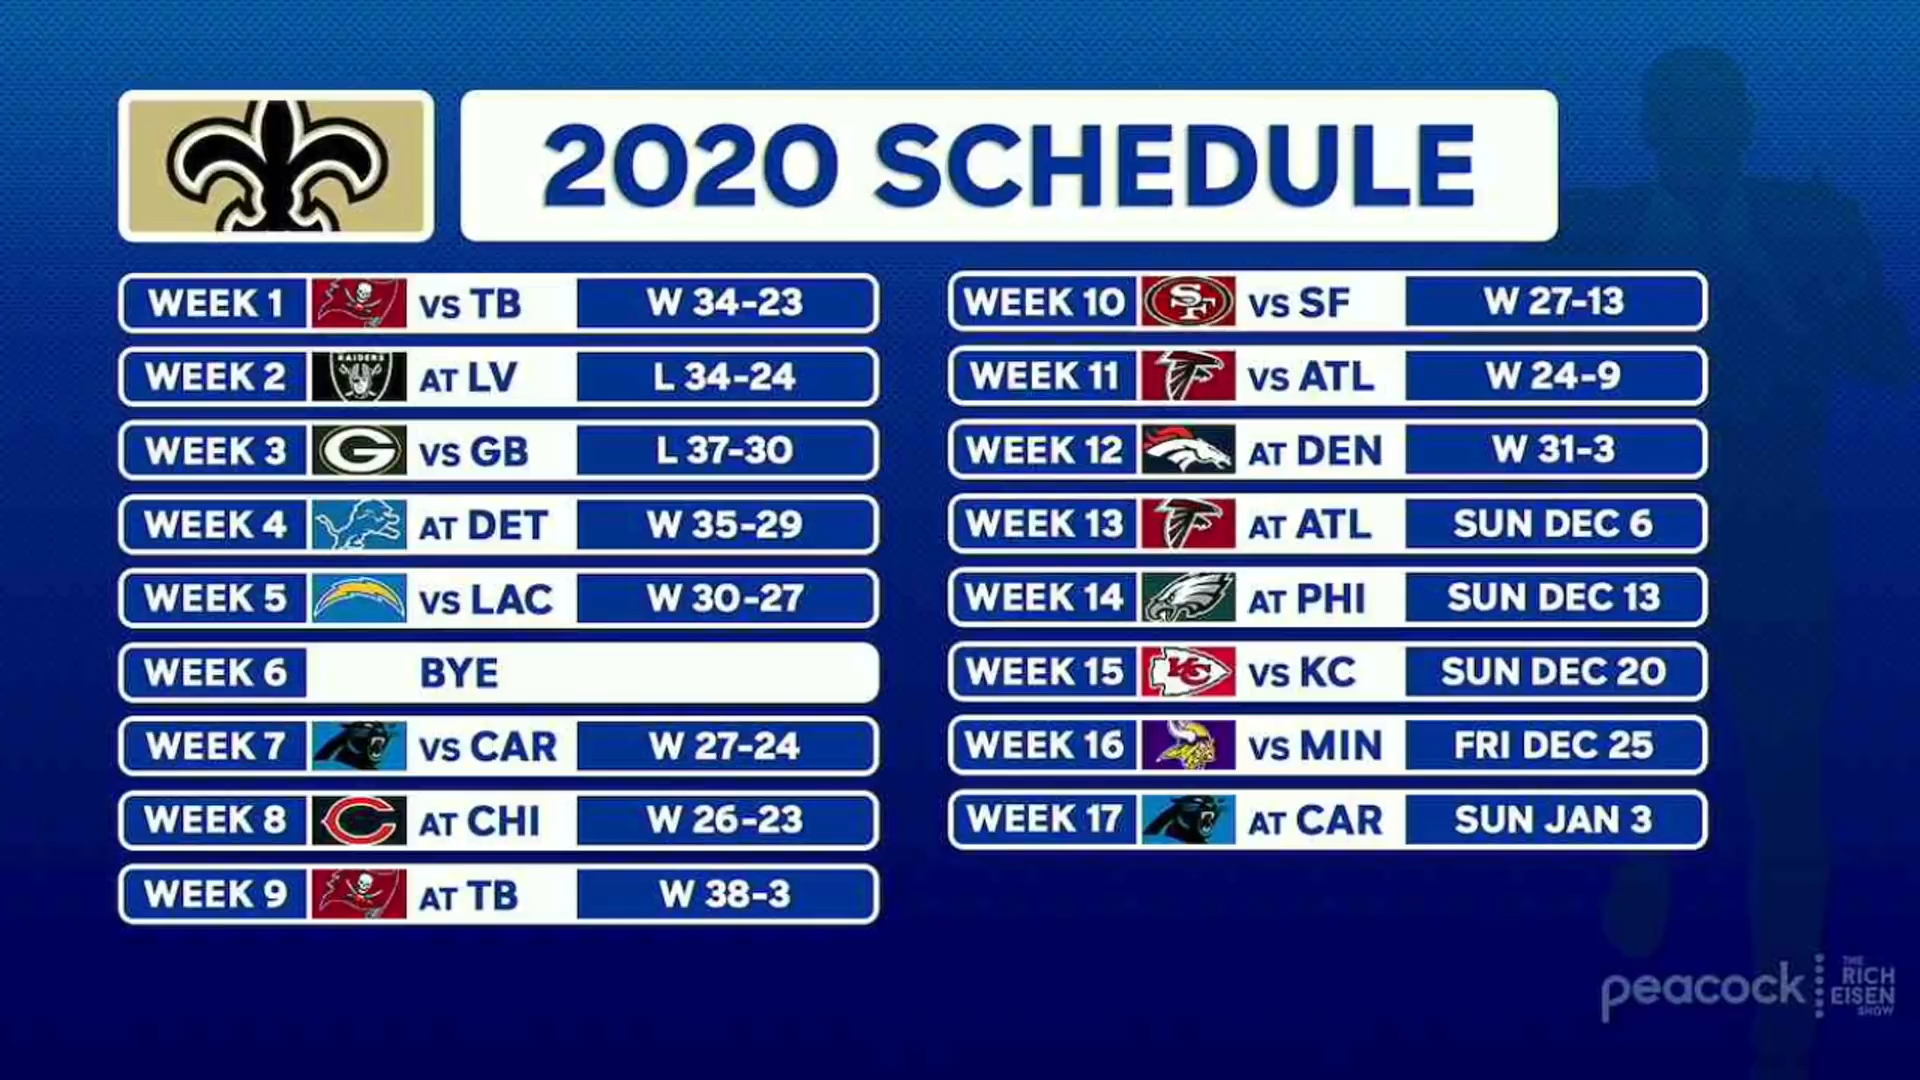 2020 SCHEDULE
WEEK 1 VS TB W 34-23
WEEK 2 RAIDERS AT LV L 34-24
WEEK 3 G VS GB L 37-30
WEEK 4 AT DET W 35-29
WEEK 5 VS LAC W 30-27
WEEK 6 BYE
WEEK 7 VS CAR W 27-24
WEEK 8 C AT CHI W 26-23
WEEK 9 AT TB W 38-3
WEEK 10 SF VS SF W 27-13
WEEK 11 VS ATL W 24-9
WEEK 12 AT DEN W 31-3
WEEK 13 AT ATL SUN DEC 6
WEEK 14 AT PHI SUN DEC 13
WEEK 15 KC VS KC SUN DEC 20
WEEK 16 VS MIN FRI DEC 25
WEEK 17 AT CAR SUN JAN 3
peacock
THE
RICH
EISEN
SHOW